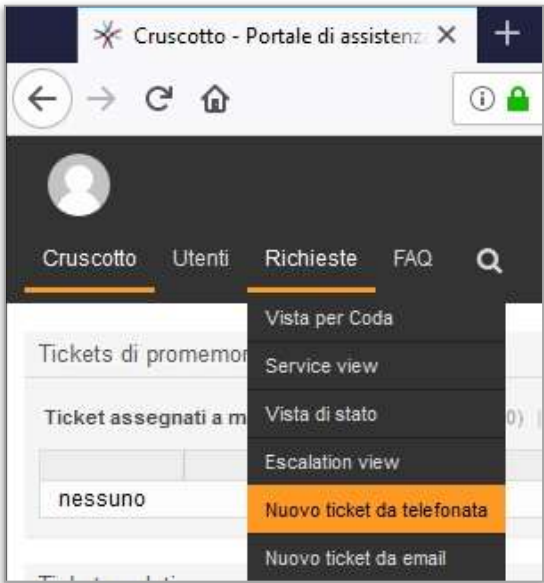 Cruscotto - Portale di assistenz
Cruscotto Utenti Richieste FAQ
Vista per Coda
Tickets di promemor
Service view
Ticket assegnati a m
Vista di stato
0)
Escalation view
nessuno
Nuovo ticket da telefonata
Nuovo ticket da email